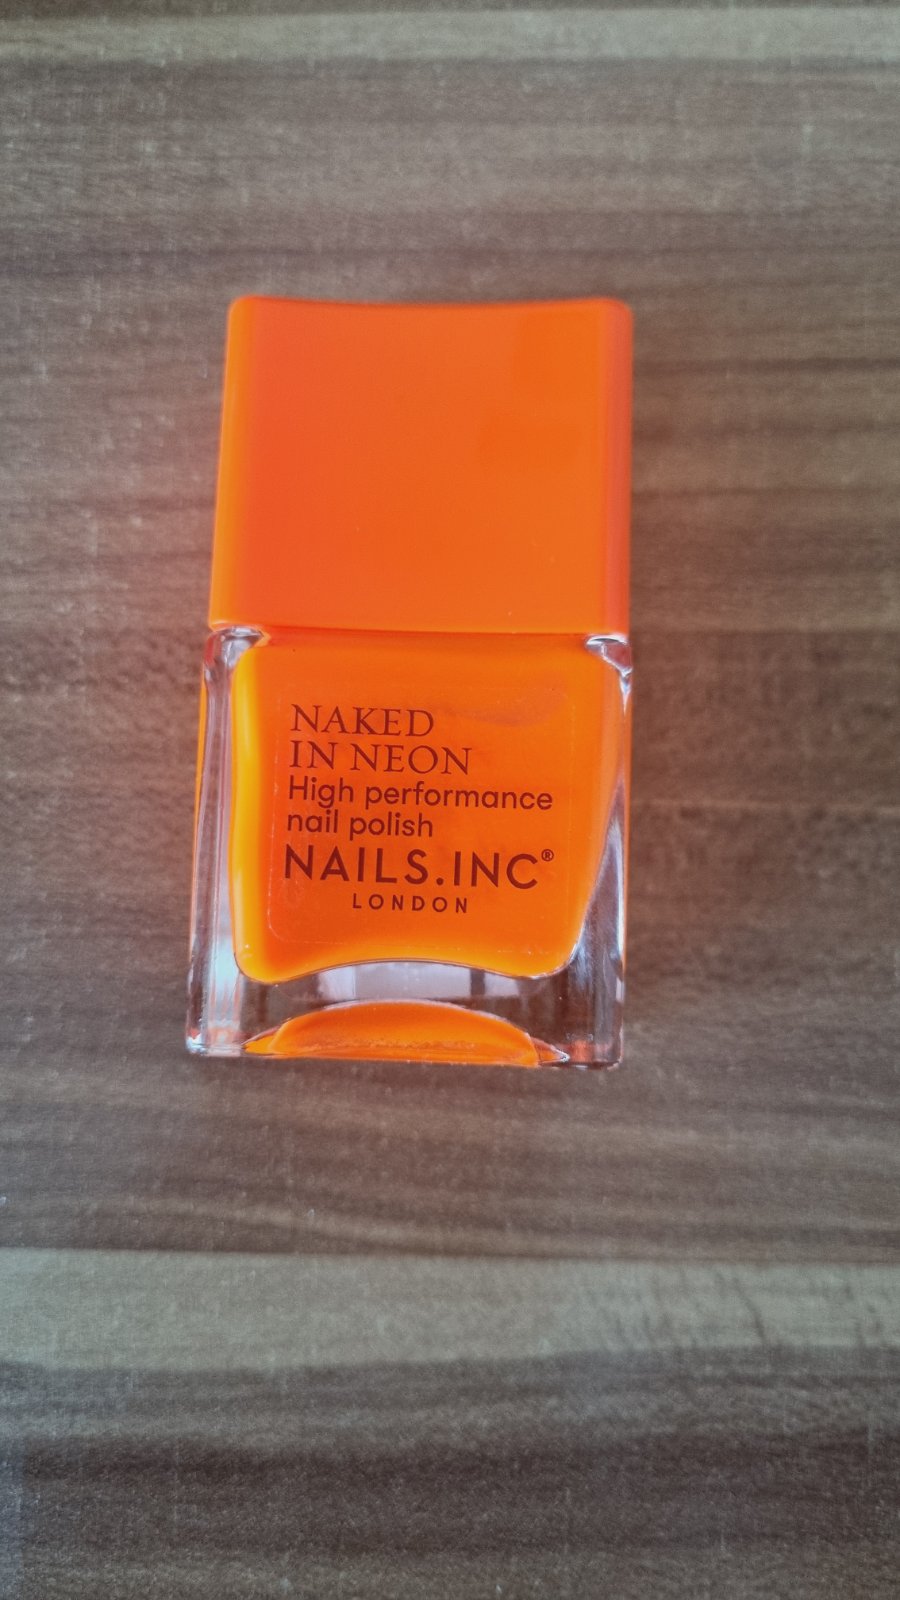 NAKED
IN NEON
High performance
nail polish
NAILS.INC®
LONDON